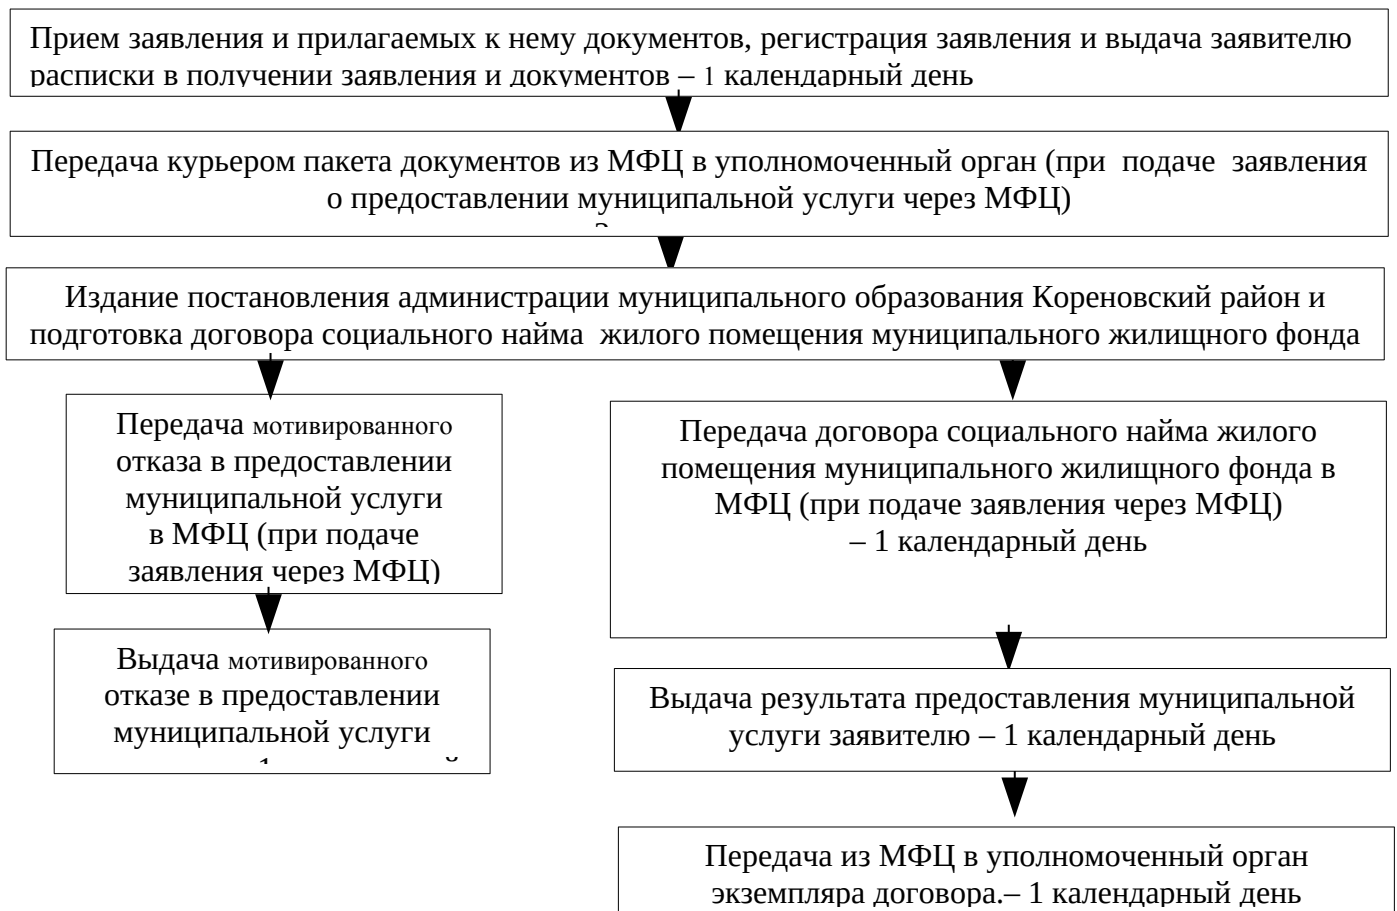 Прием заявления и прилагаемых к нему документов, регистрация заявления и выдача заявителю
расписки в получении заявления и документов – 1 календарный день
Передача курьером пакета документов из МФЦ в уполномоченный орган (при подаче заявления
о предоставлении муниципальной услуги через МФЦ)
Издание постановления администрации муниципального образования Кореновский район и
подготовка договора социального найма жилого помещения муниципального жилищного фонда
Передача мотивированного
отказа в предоставлении
муниципальной услуги
в МФЦ (при подаче
заявления через МФЦ)
Передача договора социального найма жилого
помещения муниципального жилищного фонда в
МФЦ (при подаче заявления через МФЦ)
– 1 календарный день
Выдача мотивированного
отказе в предоставлении
муниципальной услуги
Выдача результата предоставления муниципальной
услуги заявителю – 1 календарный день
Передача из МФЦ в уполномоченный орган
экземпляра договора.– 1 календарный день